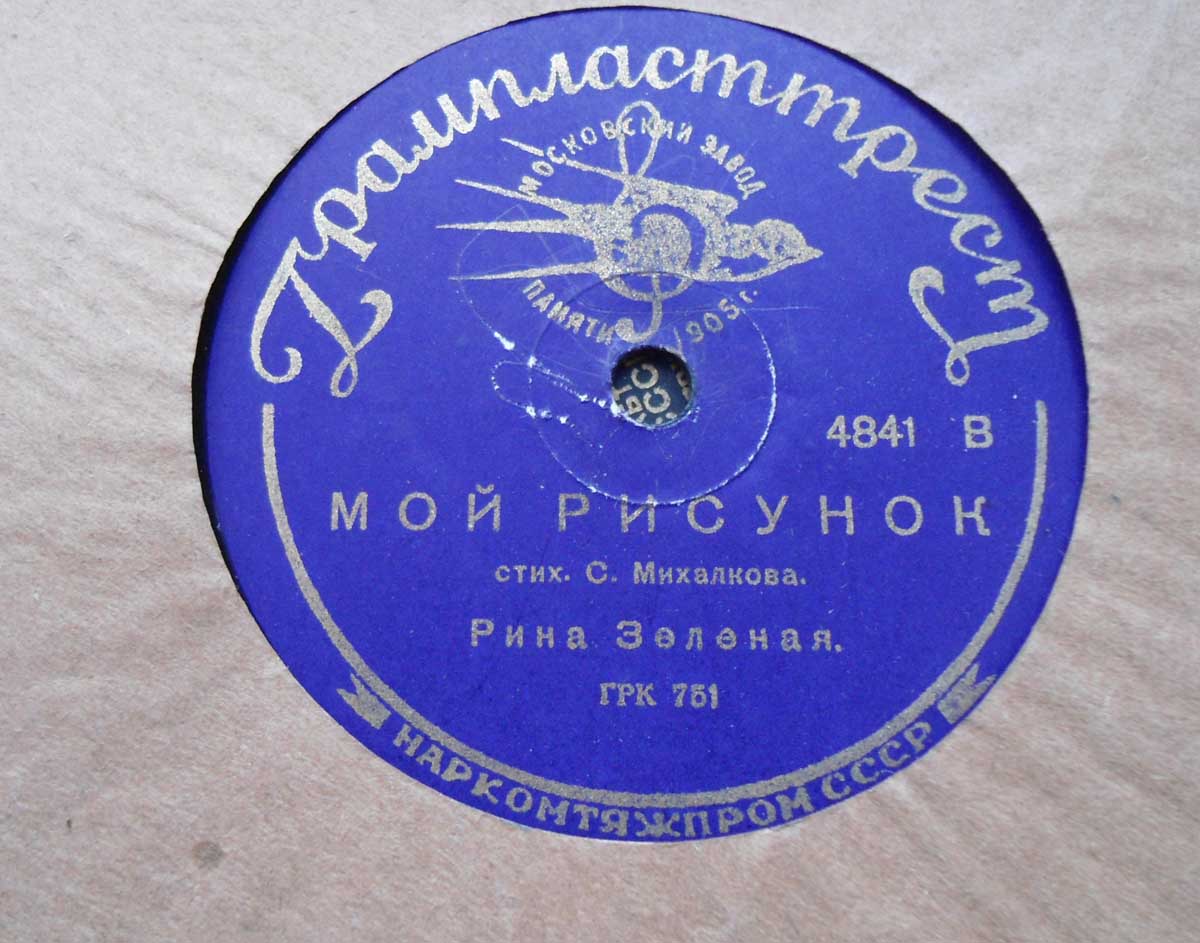 Грампласттрест
МОСКОВСКИЙ ЗАВОД
ПАМЯТИ 1905 г.
4841 В
МОЙ РИСУНОК
стих. С. Михалкова.
Рина Зеленая.
ГРК 751
НАРКОМТЯЖПРОМ СССР